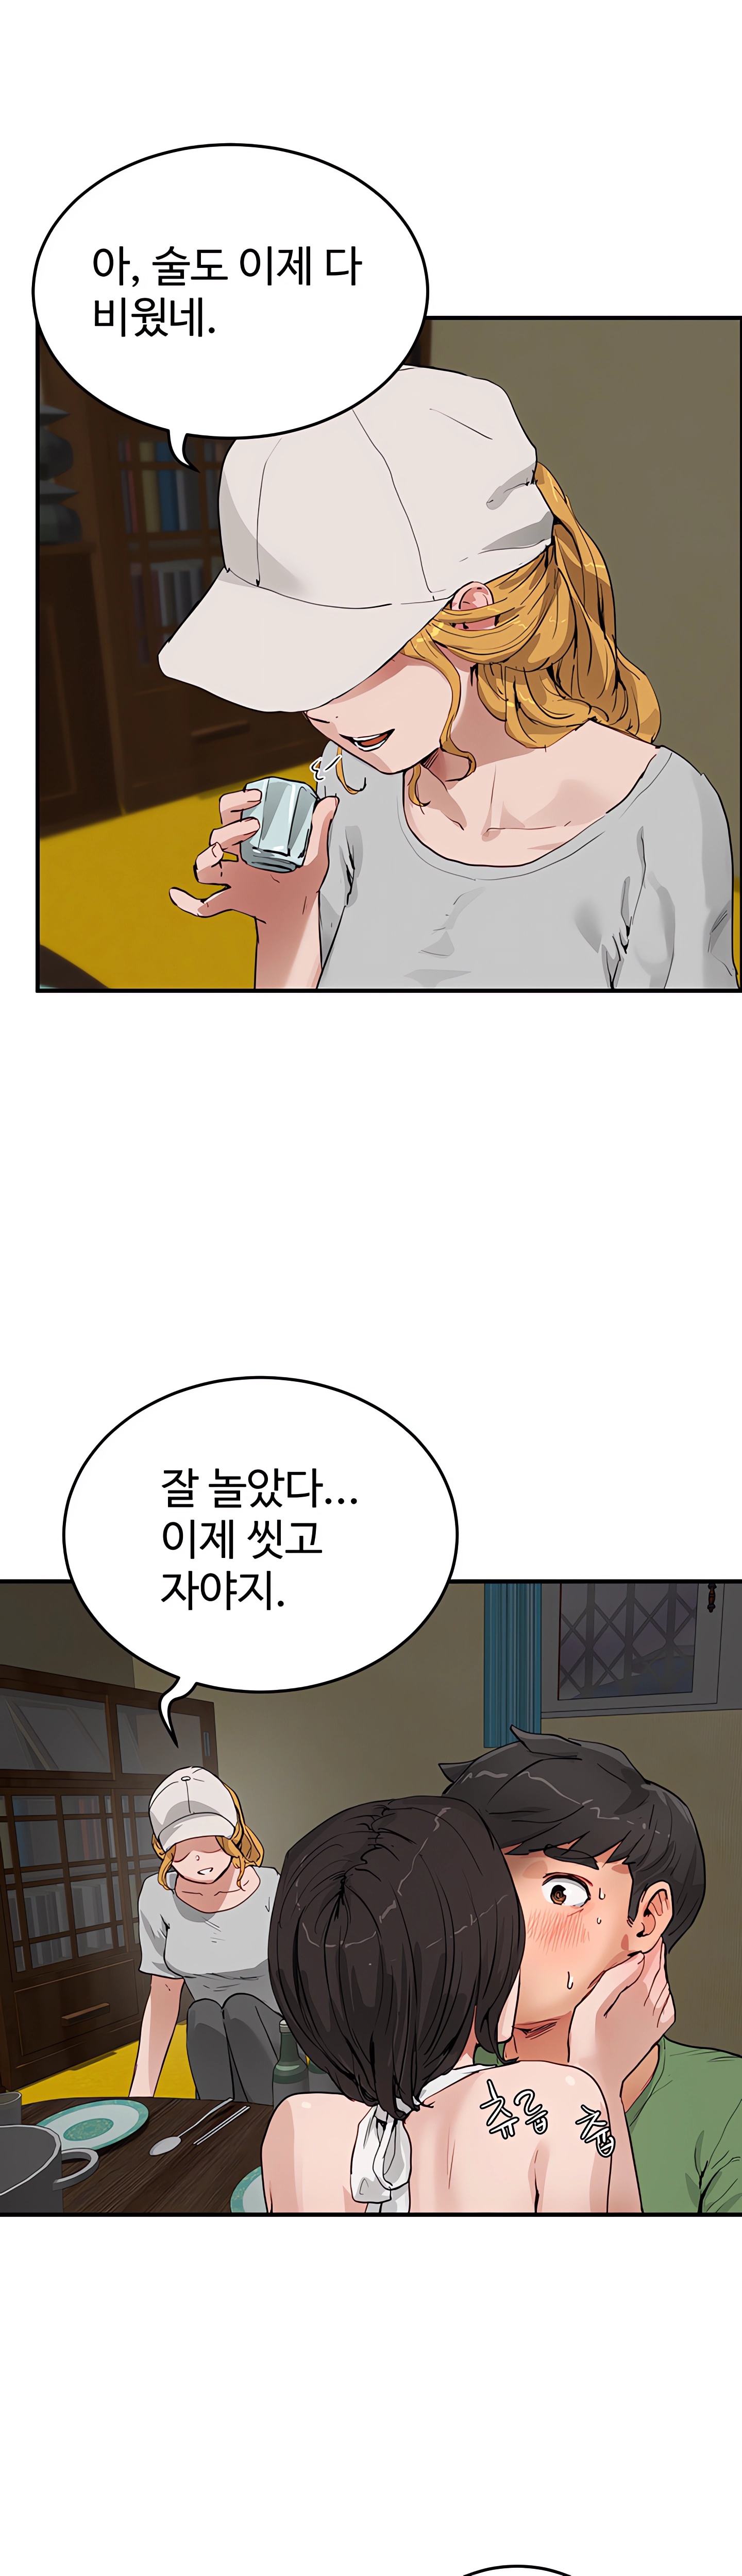 아, 술도 이제 다
비웠네.
잘 놀았다...
이제 씻고
자야지.
츄릅
츕